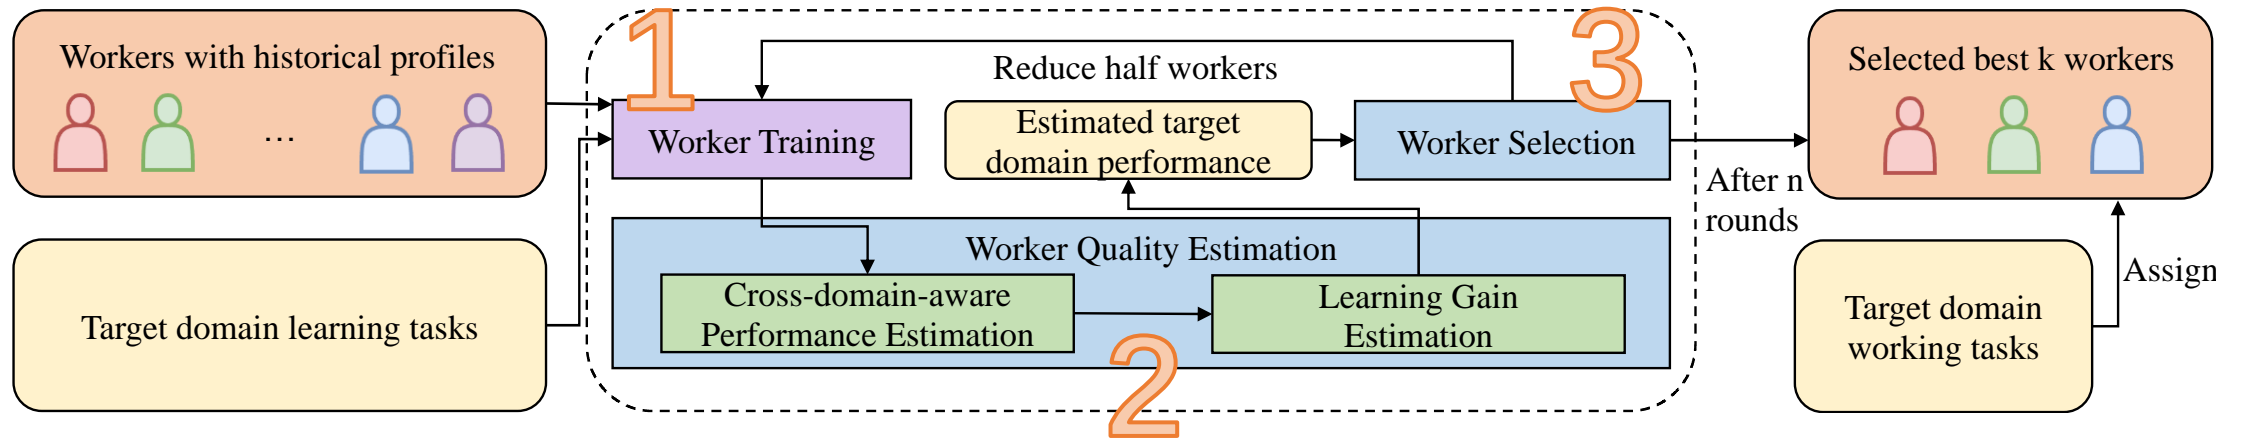 Workers with historical profiles
...
Target domain learning tasks
1
Worker Training
Reduce half workers
Estimated target
domain performance
3
Worker Selection
Worker Quality Estimation
Cross-domain-aware
Performance Estimation
2
Learning Gain
Estimation
After n
rounds
Selected best k workers
Assign
Target domain
working tasks